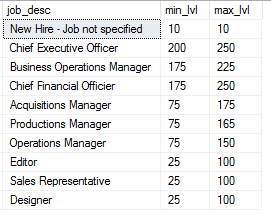 job_desc min_lvl max_lvl
New Hire - Job not specified 10 10
Chief Executive Officer 200 250
Business Operations Manager 175 225
Chief Financial Officier 175 250
Acquisitions Manager 75 175
Productions Manager 75 165
Operations Manager 75 150
Editor 25 100
Sales Representative 25 100
Designer 25 100